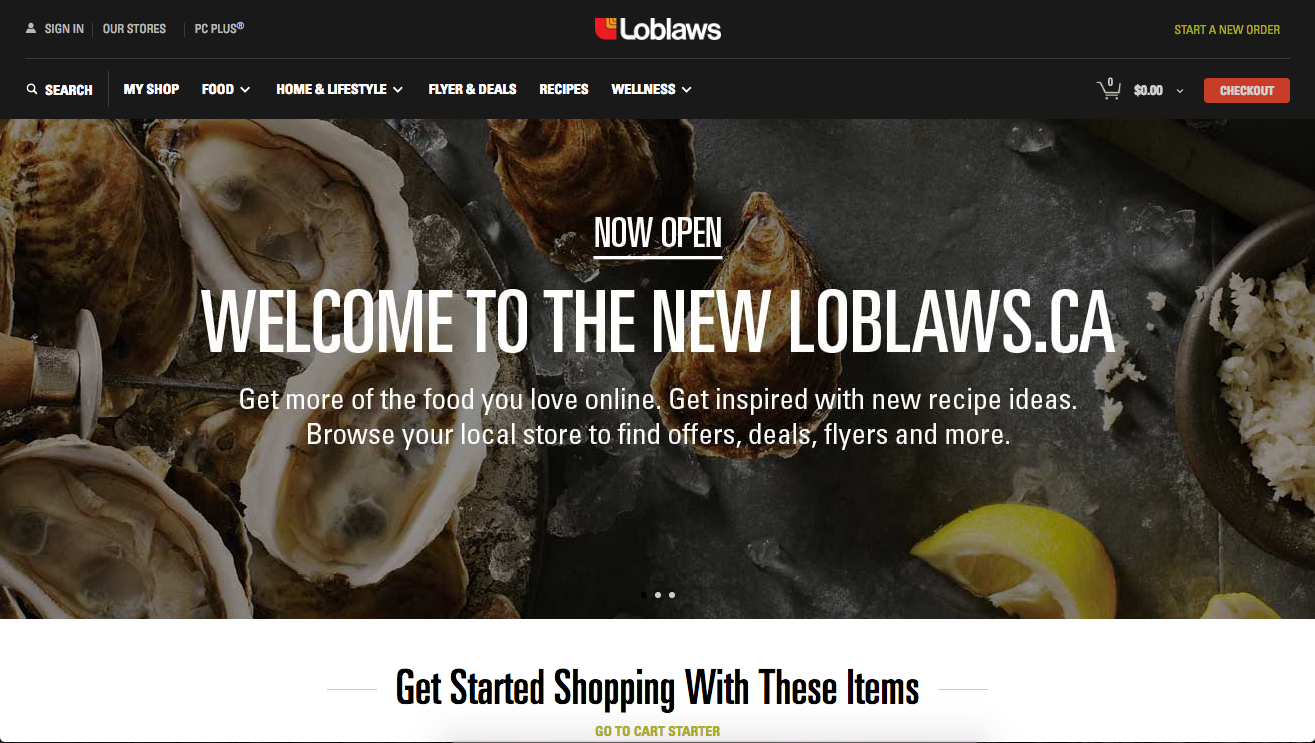 SIGN IN
OUR STORES
PC PLUS®
Loblaws
START A NEW ORDER
SEARCH
MY SHOP
FOOD
HOME & LIFESTYLE
FLYER & DEALS
RECIPES
WELLNESS
0
$0.00
CHECKOUT
NOW OPEN
WELCOME TO THE NEW LOBLAWS.CA
Get more of the food you love online. Get inspired with new recipe ideas.
Browse your local store to find offers, deals, flyers and more.
Get Started Shopping With These Items
GO TO CART STARTER